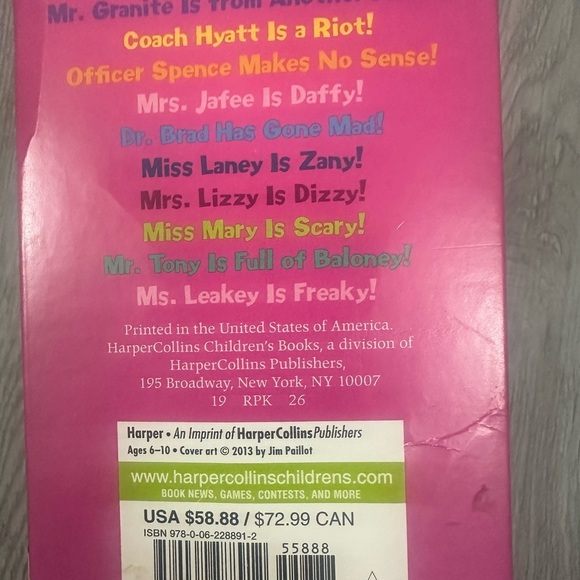 Mr. Granite Is from Another
Coach Hyatt Is a Riot!
Officer Spence Makes No Sense!
Mrs. Jafee Is Daffy!
Dr. Brad Has Gone Mad!
Miss Laney Is Zany!
Mrs. Lizzy Is Dizzy!
Miss Mary Is Scary!
Mr. Tony Is Full of Baloney!
Ms. Leakey Is Freaky!
Printed in the United States of America.
HarperCollins Children's Books, a division of
HarperCollins Publishers,
195 Broadway, New York, NY 10007
19 RPK 26
Harper • An Imprint of HarperCollinsPublishers
Ages 6–10 • Cover art © 2013 by Jim Paillot
www.harpercollinschildrens.com
BOOK NEWS, GAMES, CONTESTS, AND MORE
USA $58.88 / $72.99 CAN
ISBN 978-0-06-228891-2
55888